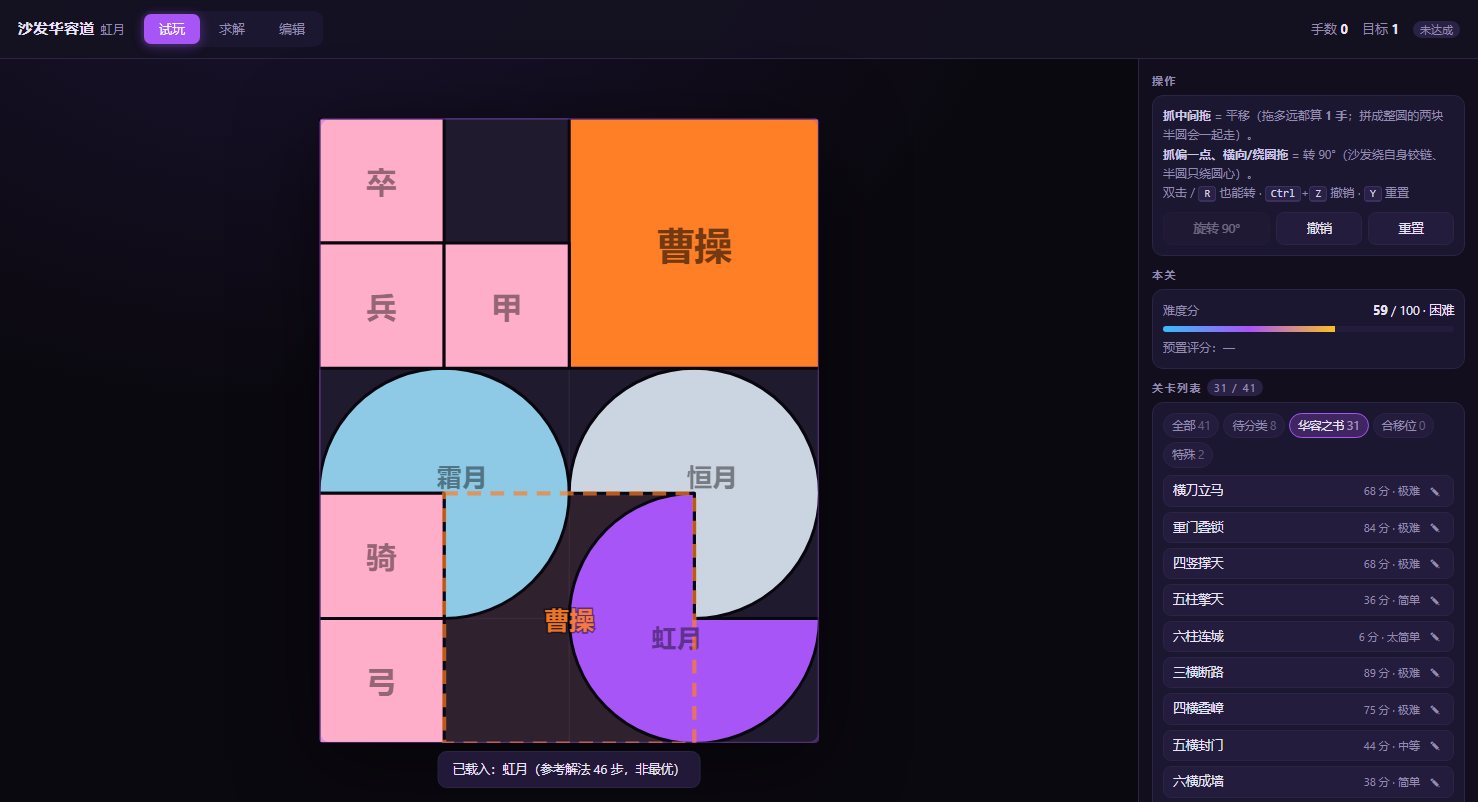 沙发华容道 虹月 试玩 求解 编辑 手数 0 目标 1 未达成
卒
曹操
兵 甲
霜月 恒月
骑
曹操
虹月
弓
已载入：虹月（参考解法 46 步，非最优）
操作
抓中间拖 = 平移（拖多远都算 1 手；拼成整圆的两块
半圆会一起走）。
抓偏一点、横向/绕圆拖 = 转 90°（沙发绕自身铰链、
半圆只绕圆心）。
双击 / R 也能转 · Ctrl + Z 撤销 · Y 重置
旋转 90° 撤销 重置
本关
难度分 59 / 100 · 困难
预置评分：—
关卡列表 31 / 41
全部 41 待分类 8 华容之书 31 合移位 0
特殊 2
横刀立马 68 分 · 极难
重门叠锁 84 分 · 极难
四竖撑天 68 分 · 极难
五柱擎天 36 分 · 简单
六柱连城 6 分 · 太简单
三横断路 89 分 · 极难
四横叠嶂 75 分 · 极难
五横封门 44 分 · 中等
六横成墙 38 分 · 简单